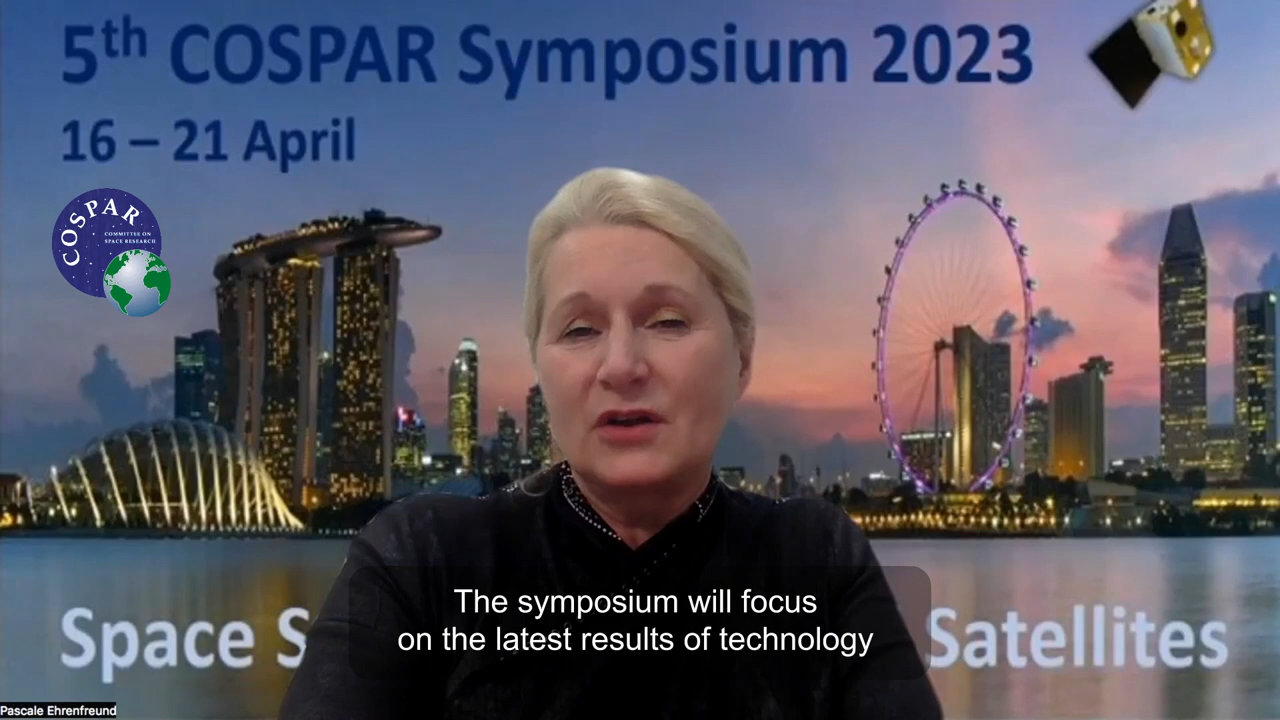 5th COSPAR Symposium 2023
16 – 21 April
COSPAR
COMMITTEE ON
SPACE RESEARCH
The symposium will focus
on the latest results of technology
Space S
Satellites
Pascale Ehrenfreund